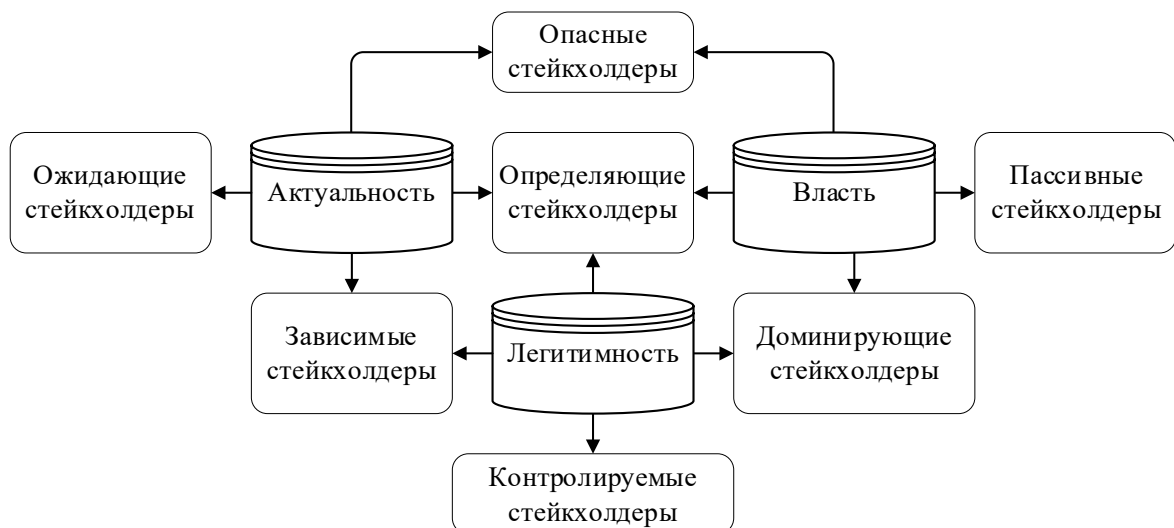 Опасные
стейкхолдеры
Ожидающие
стейкхолдеры
Актуальность
Определяющие
стейкхолдеры
Власть
Пассивные
стейкхолдеры
Зависимые
стейкхолдеры
Легитимность
Доминирующие
стейкхолдеры
Контролируемые
стейкхолдеры